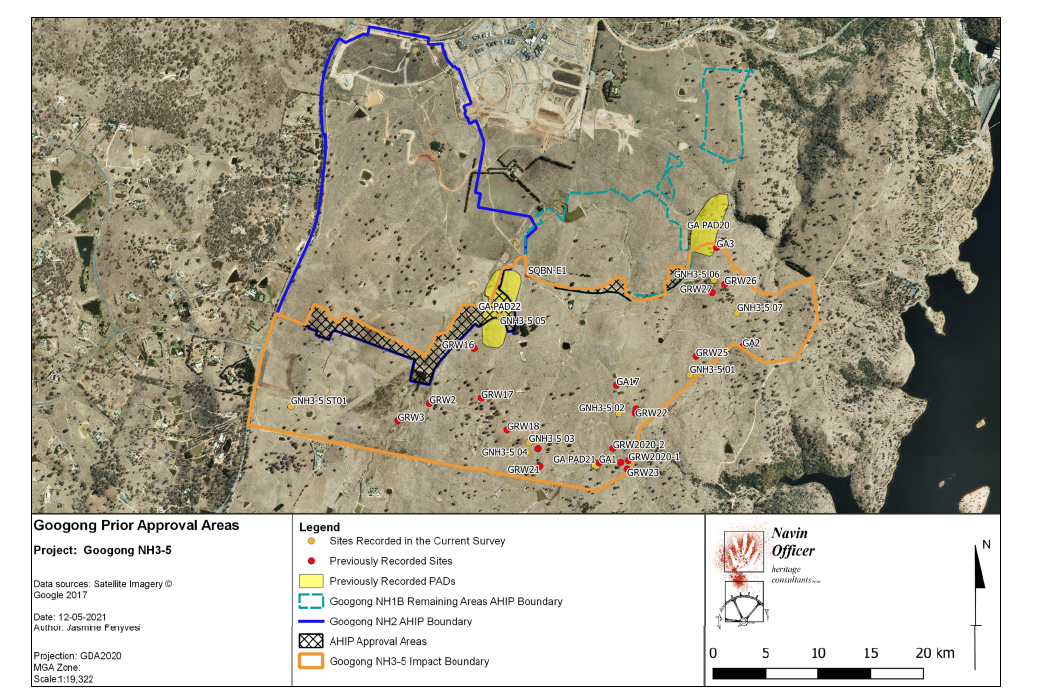 GA PAD20
GA3
SQBN-E1
GNH3-5 06
GRW26
GRW27
GA PAD22
GNH3-5 07
GNH3-5 05
GRW16
GA2
GRW25
GNH3-5 01
GA17
GNH3-5 ST01
GRW2
GRW17
GNH3-5 02
GRW22
GRW3
GRW18
GNH3-5 03
GRW2020-2
GNH3-5 04
GA PAD21
GA1
GRW2020-1
GRW21
GRW23
Googong Prior Approval Areas
Project: Googong NH3-5
Data sources: Satellite Imagery ©
Google 2017
Date: 12-05-2021
Author: Jasmine Fenyvesi
Projection: GDA2020
MGA Zone:
Scale:1:19,322
Legend
Sites Recorded in the Current Survey
Previously Recorded Sites
Previously Recorded PADs
Googong NH1B Remaining Areas AHIP Boundary
Googong NH2 AHIP Boundary
AHIP Approval Areas
Googong NH3-5 Impact Boundary
Navin
Officer
heritage
consultants
N
0 5 10 15 20 km